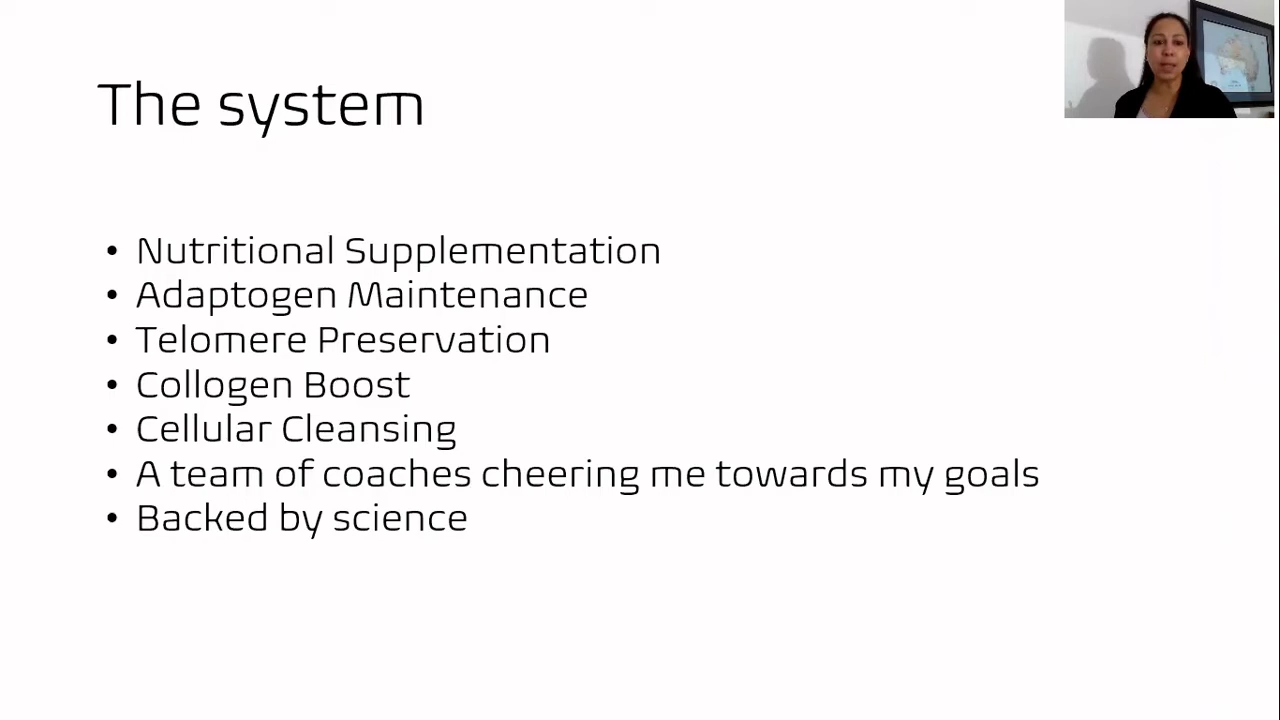 The system
• Nutritional Supplementation
• Adaptogen Maintenance
• Telomere Preservation
• Collogen Boost
• Cellular Cleansing
• A team of coaches cheering me towards my goals
• Backed by science